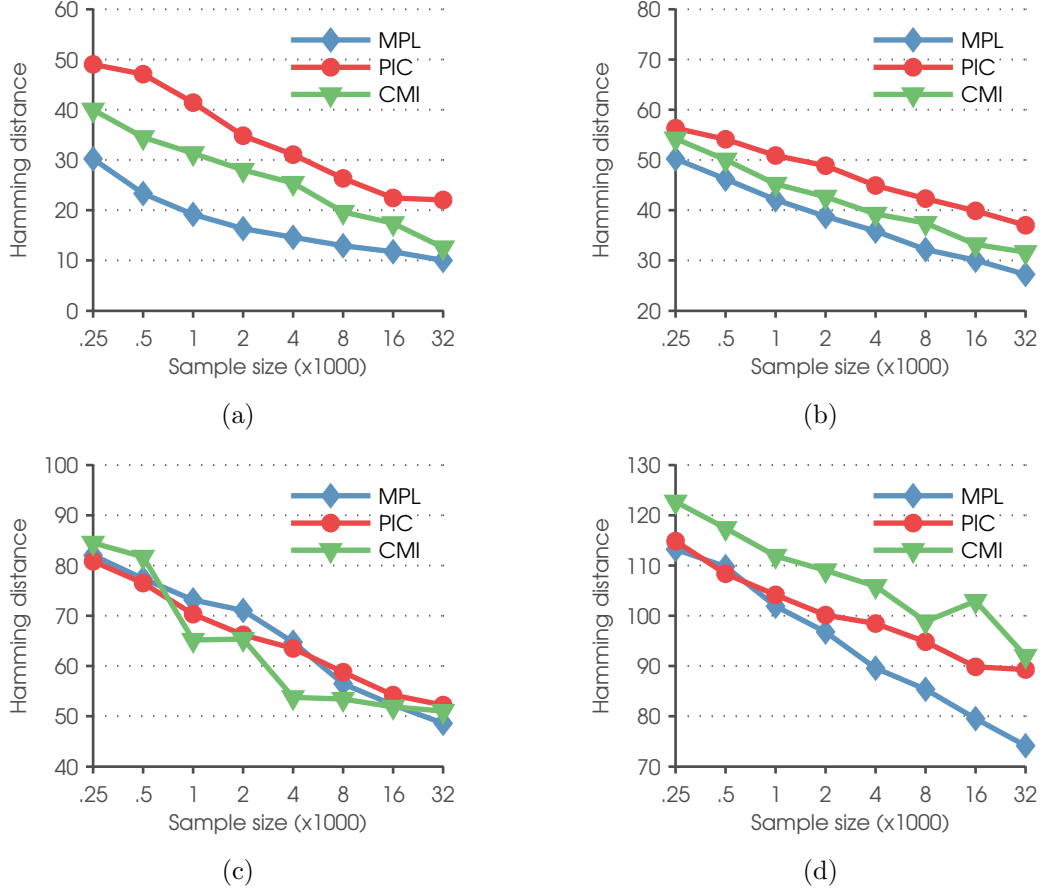 60
50
40
30
20
10
0
Hamming distance
MPL
PIC
CMI
.25 .5 1 2 4 8 16 32
Sample size (x1000)
(a)
80
70
60
50
40
30
20
Hamming distance
MPL
PIC
CMI
.25 .5 1 2 4 8 16 32
Sample size (x1000)
(b)
100
90
80
70
60
50
40
Hamming distance
MPL
PIC
CMI
.25 .5 1 2 4 8 16 32
Sample size (x1000)
(c)
130
120
110
100
90
80
70
Hamming distance
MPL
PIC
CMI
.25 .5 1 2 4 8 16 32
Sample size (x1000)
(d)